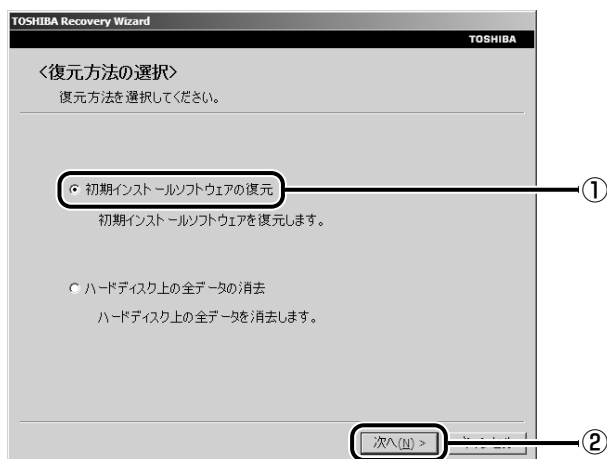 TOSHIBA Recovery Wizard
TOSHIBA
<復元方法の選択>
復元方法を選択してください。
初期インストールソフトウェアの復元
①
初期インストールソフトウェアを復元します。
ハードディスク上の全データの消去
ハードディスク上の全データを消去します。
次へ(N) >
②